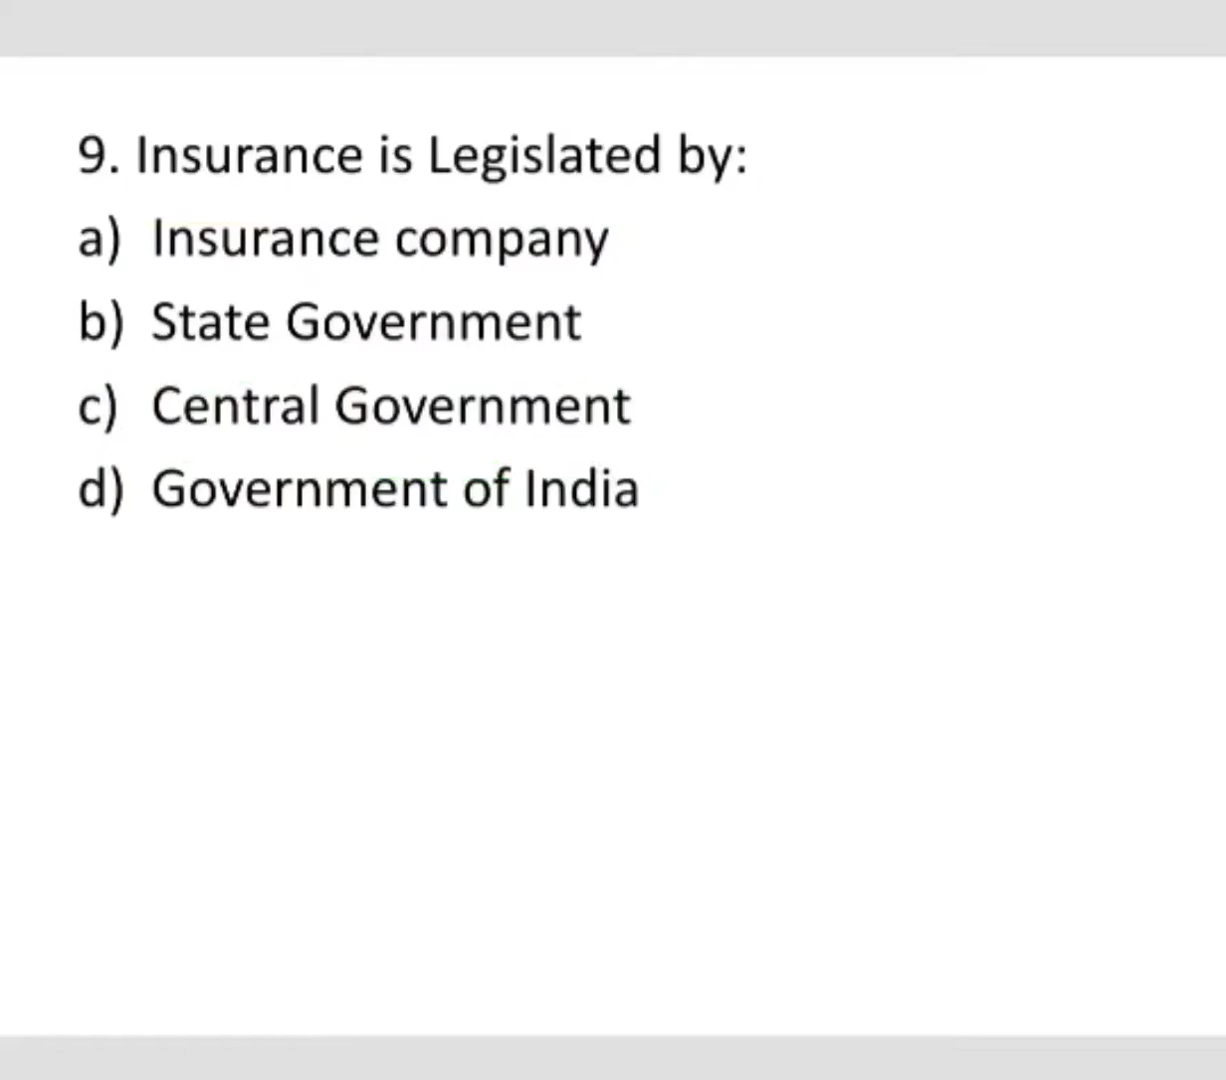 9. Insurance is Legislated by:
a) Insurance company
b) State Government
c) Central Government
d) Government of India